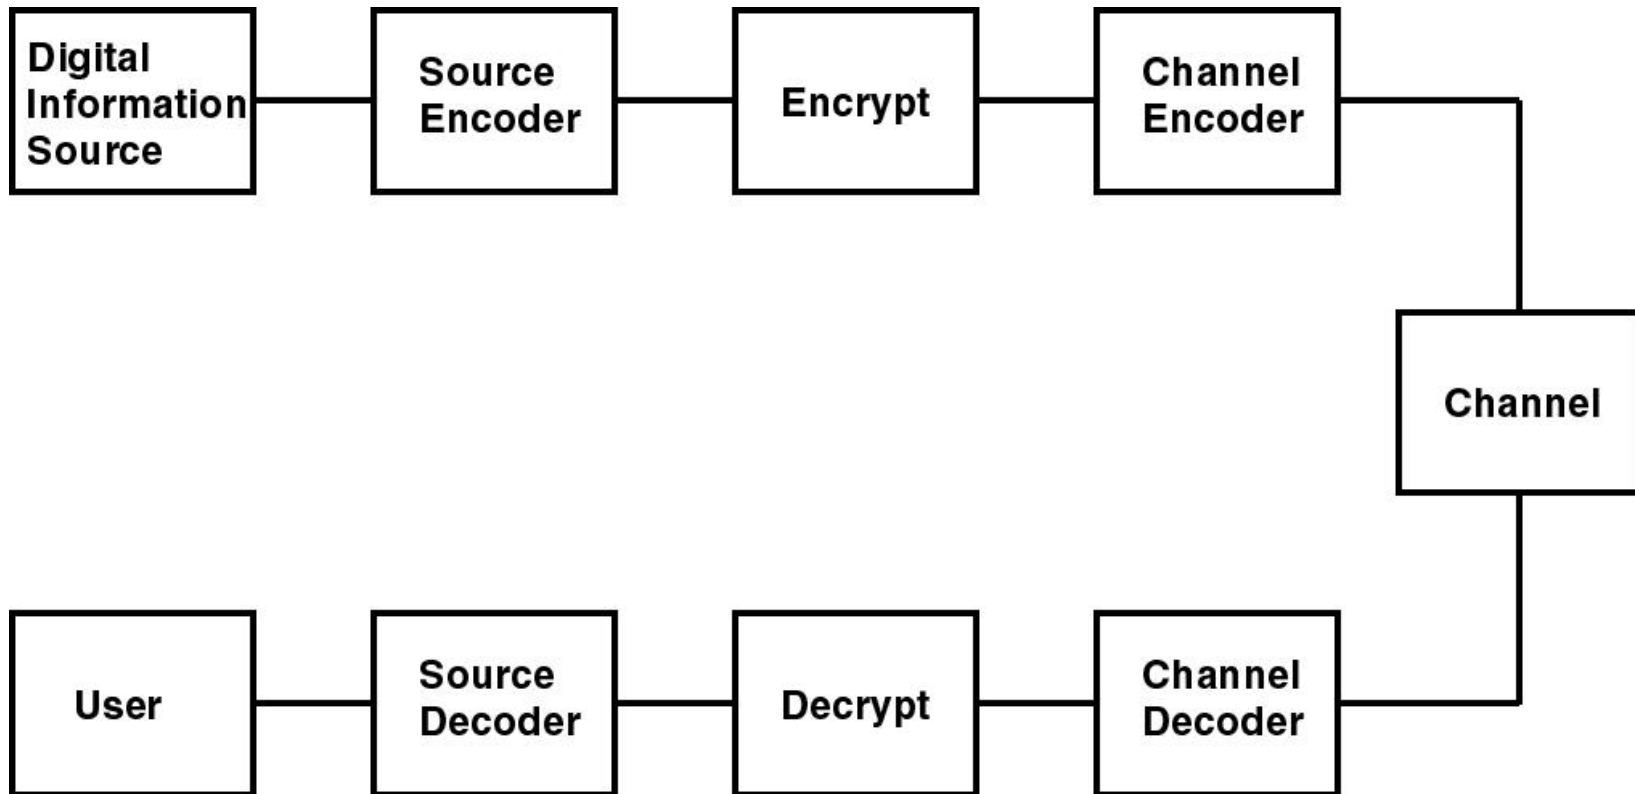 Digital
Information
Source
Source
Encoder
Encrypt
Channel
Encoder
Channel
User
Source
Decoder
Decrypt
Channel
Decoder